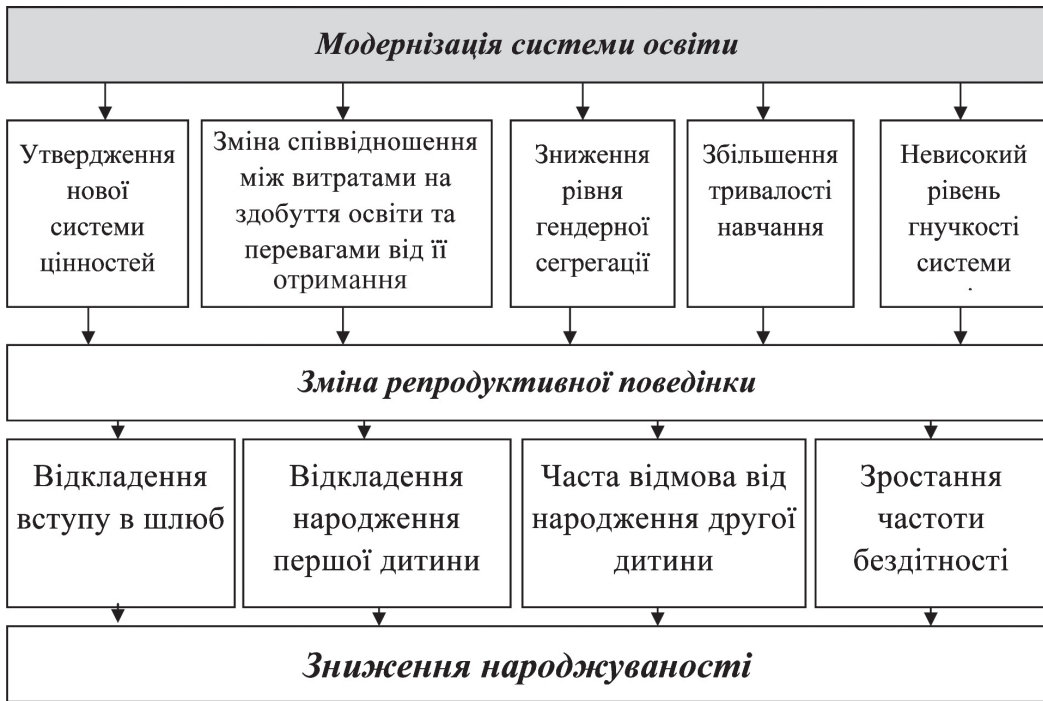 Модернізація системи освіти
Утвердження
нової
системи
цінностей
Зміна співвідношення
між витратами на
здобуття освіти та
перевагами від її
отримання
Зниження
рівня
гендерної
сегрегації
Збільшення
тривалості
навчання
Невисокий
рівень
гнучкості
системи
Зміна репродуктивної поведінки
Відкладення
вступу в шлюб
Відкладення
народження
першої дитини
Часта відмова від
народження другої
дитини
Зростання
частоти
бездітності
Зниження народжуваності